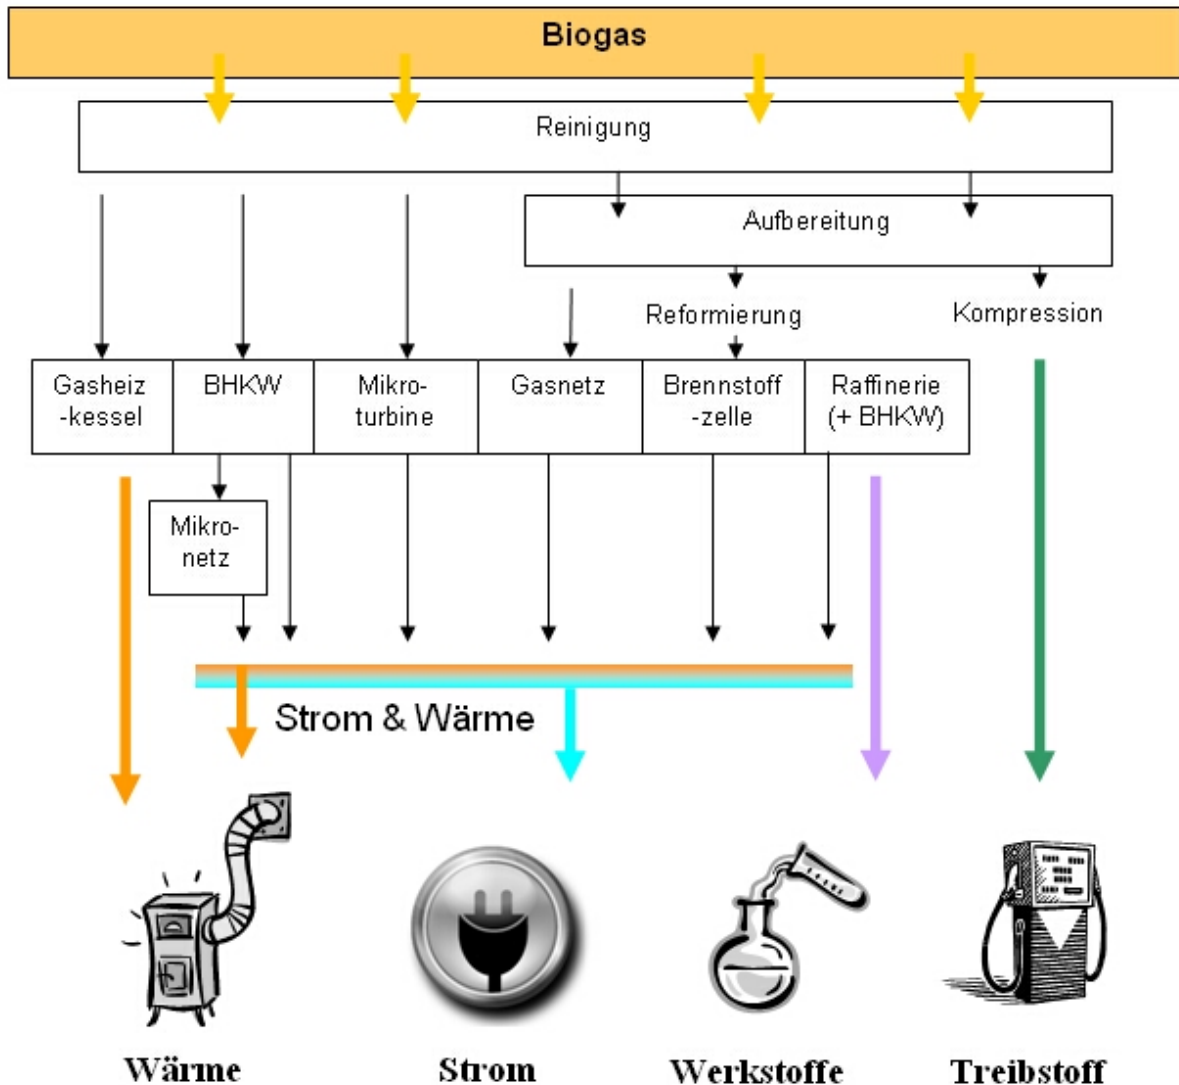 Biogas
Reinigung
Aufbereitung
Reformierung
Kompression
Gasheiz
-kessel
BHKW
Mikro-
turbine
Gasnetz
Brennstoff
-zelle
Raffinerie
(+ BHKW)
Mikro-
netz
Strom & Wärme
Wärme
Strom
Werkstoffe
Treibstoff